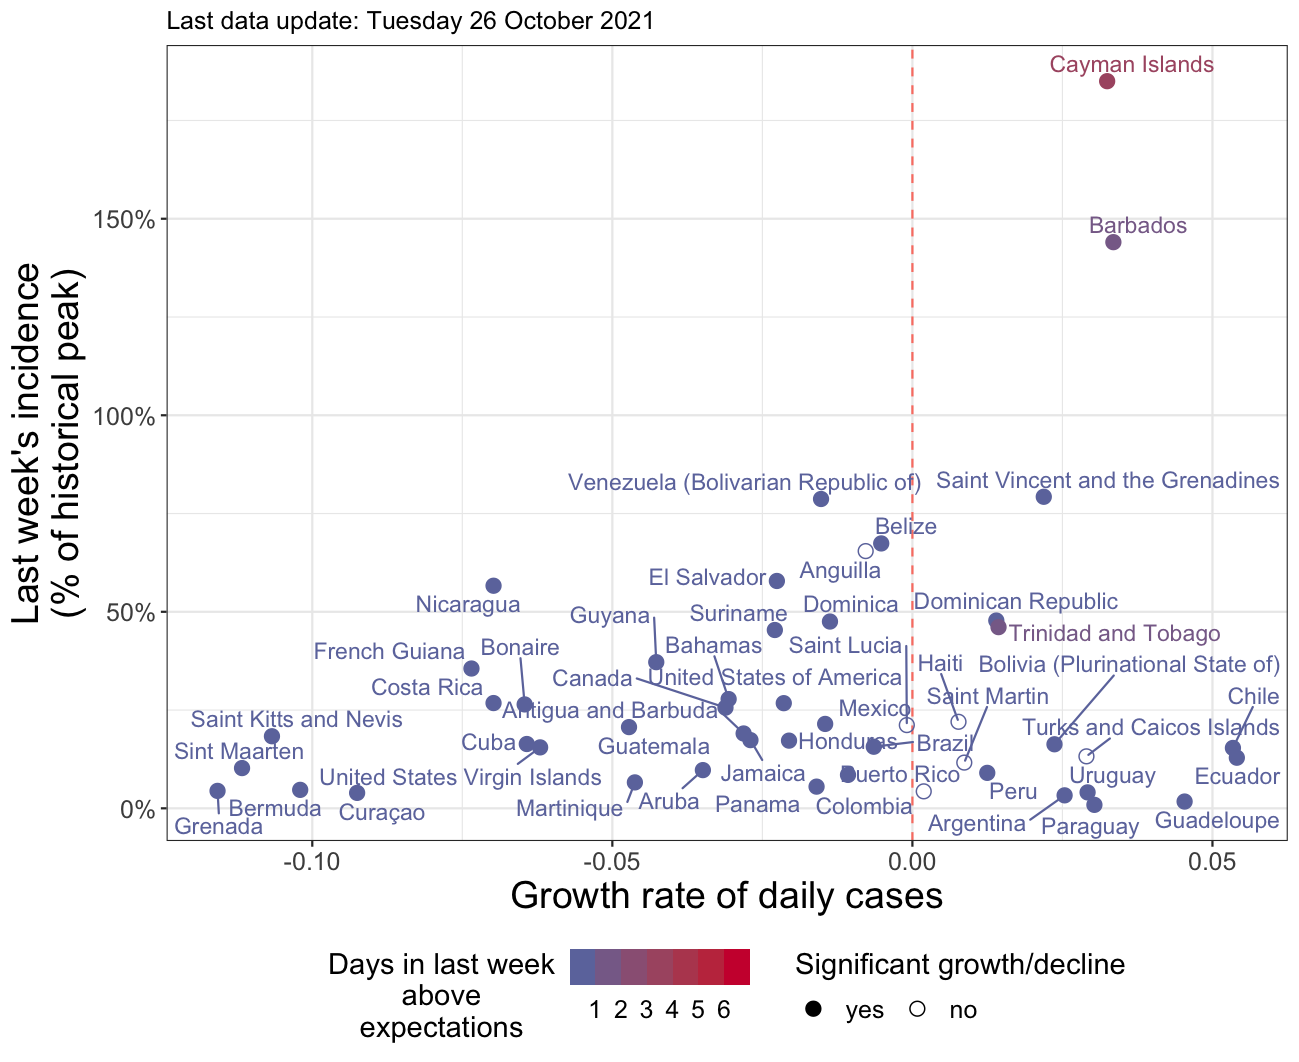 Last data update: Tuesday 26 October 2021
Last week's incidence
(% of historical peak)
150%
100%
50%
0%
Cayman Islands
Barbados
Venezuela (Bolivarian Republic of)
Saint Vincent and the Grenadines
Belize
Anguilla
El Salvador
Nicaragua
Dominica
Dominican Republic
Guyana
Suriname
Trinidad and Tobago
Bahamas
Saint Lucia
French Guiana
Bonaire
Haiti
Bolivia (Plurinational State of)
Canada
United States of America
Costa Rica
Saint Martin
Chile
Antigua and Barbuda
Mexico
Saint Kitts and Nevis
Turks and Caicos Islands
Cuba
Guatemala
Honduras
Brazil
Sint Maarten
United States Virgin Islands
Jamaica
Puerto Rico
Uruguay
Ecuador
Peru
Bermuda
Curaçao
Martinique
Aruba
Panama
Colombia
Grenada
Argentina
Paraguay
Guadeloupe
-0.10
-0.05
0.00
0.05
Growth rate of daily cases
Days in last week
above
expectations
1 2 3 4 5 6
Significant growth/decline
yes
no